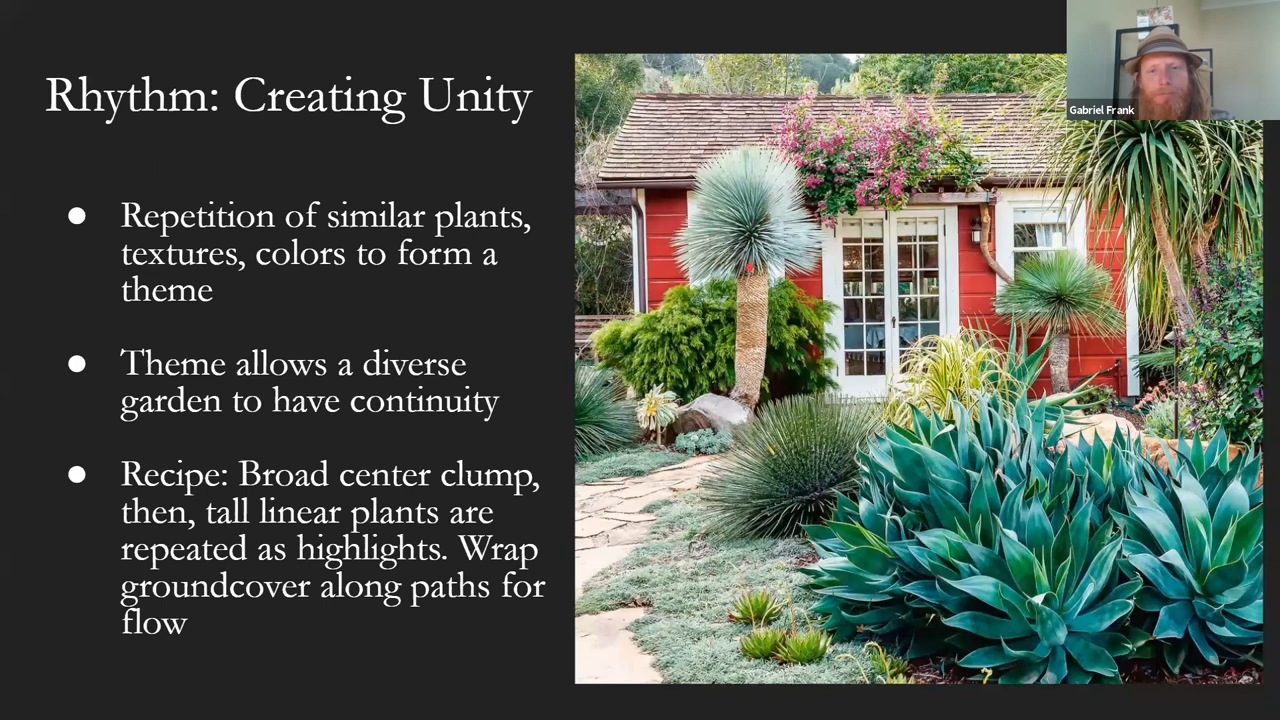 Rhythm: Creating Unity
● Repetition of similar plants,
textures, colors to form a
theme
● Theme allows a diverse
garden to have continuity
● Recipe: Broad center clump,
then, tall linear plants are
repeated as highlights. Wrap
groundcover along paths for
flow
Gabriel Frank